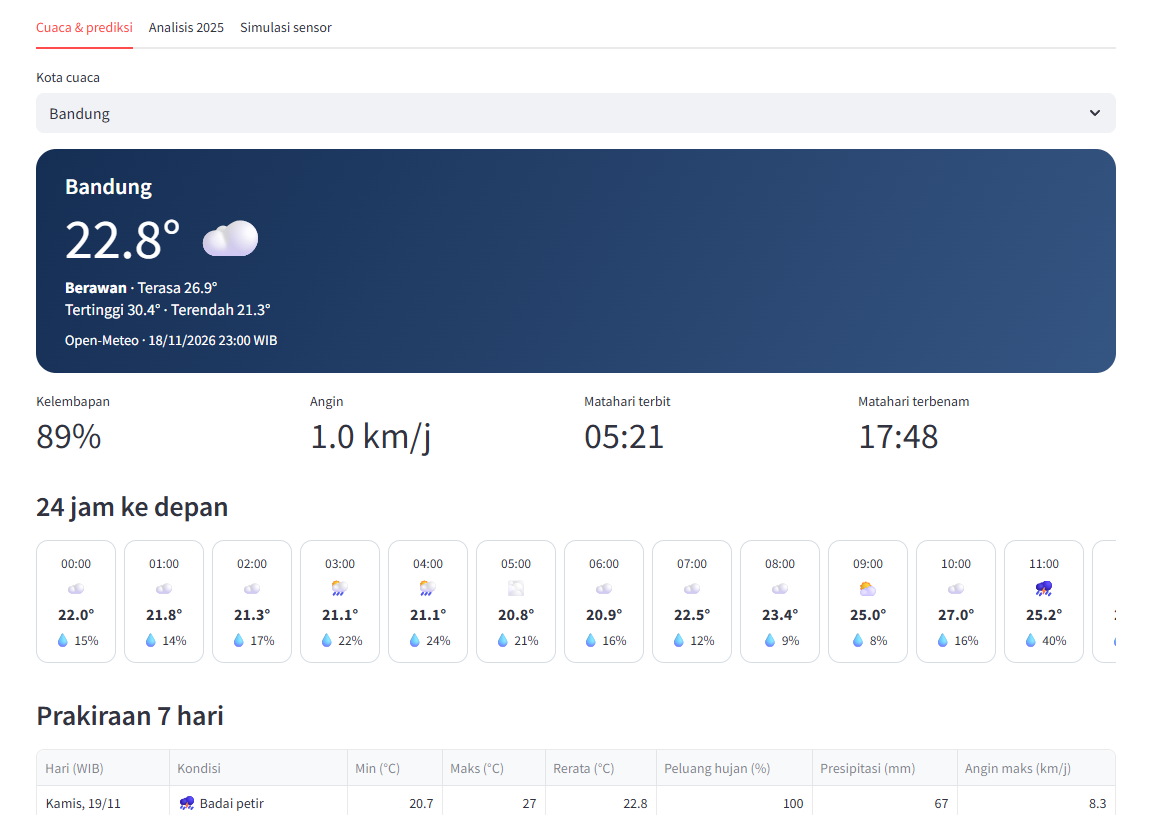 Cuaca & prediksi Analisis 2025 Simulasi sensor
Kota cuaca
Bandung
Bandung
22.8°
Berawan · Terasa 26.9°
Tertinggi 30.4° · Terendah 21.3°
Open-Meteo · 18/11/2026 23:00 WIB
Kelembapan Angin Matahari terbit Matahari terbenam
89% 1.0 km/j 05:21 17:48
24 jam ke depan
00:00 01:00 02:00 03:00 04:00 05:00 06:00 07:00 08:00 09:00 10:00 11:00
22.0° 21.8° 21.3° 21.1° 21.1° 20.8° 20.9° 22.5° 23.4° 25.0° 27.0° 25.2°
15% 14% 17% 22% 24% 21% 16% 12% 9% 8% 16% 40%
Prakiraan 7 hari
Hari (WIB) Kondisi Min (°C) Maks (°C) Rerata (°C) Peluang hujan (%) Presipitasi (mm) Angin maks (km/j)
Kamis, 19/11 Badai petir 20.7 27 22.8 100 67 8.3